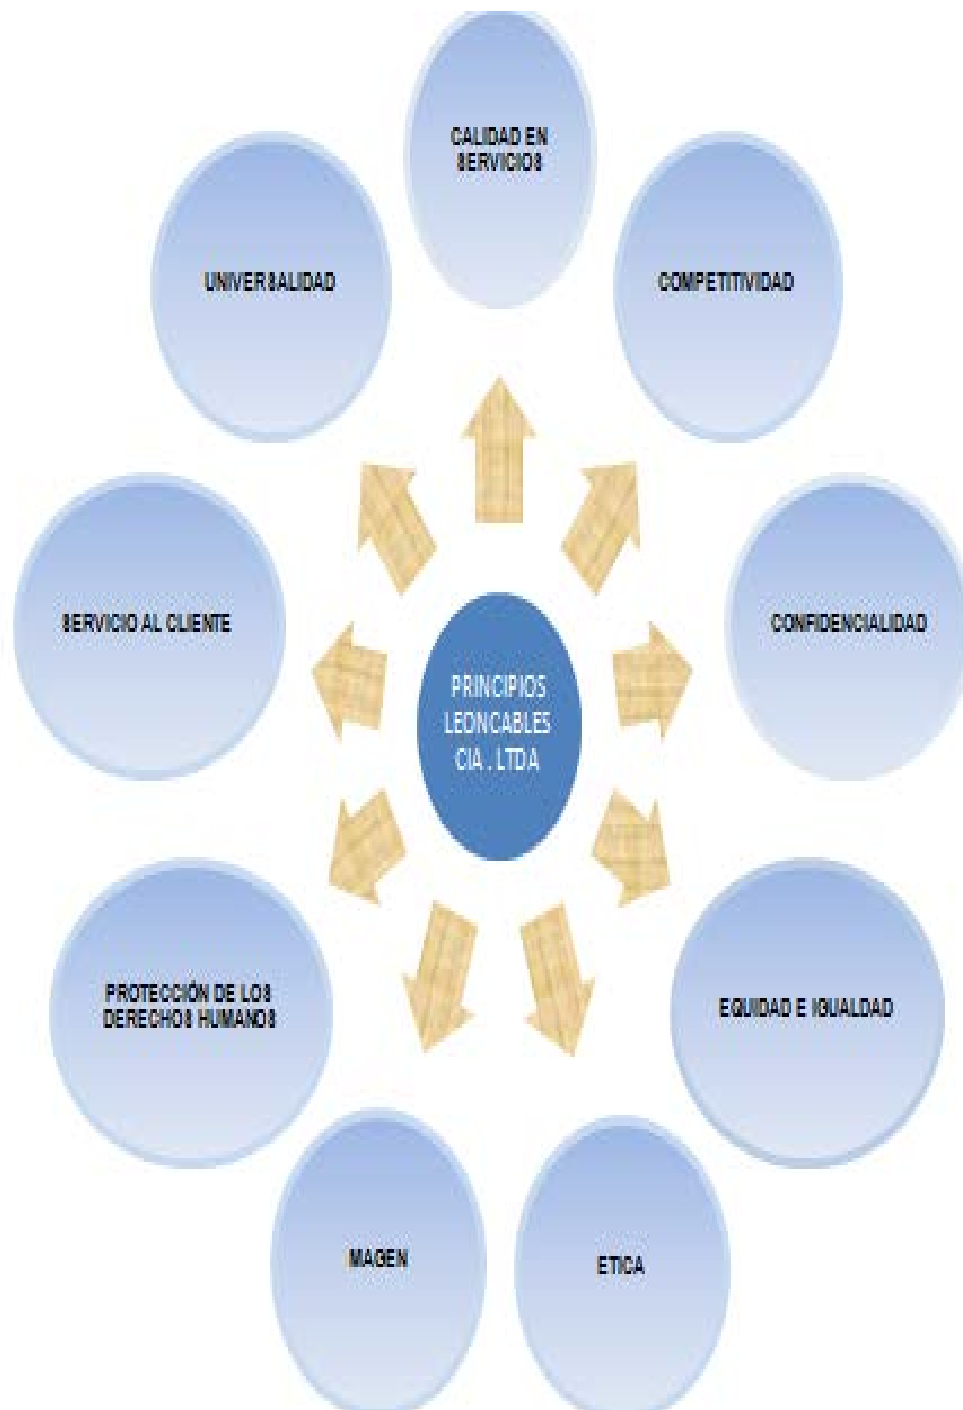 CALIDAD EN
SERVICIOS
COMPETITIVIDAD
CONFIDENCIALIDAD
EQUIDAD E IGUALDAD
ETICA
IMAGEN
PROTECCIÓN DE LOS
DERECHOS HUMANOS
SERVICIO AL CLIENTE
UNIVERSALIDAD
PRINCIPIOS
LEONCABLES
CIA . LTDA